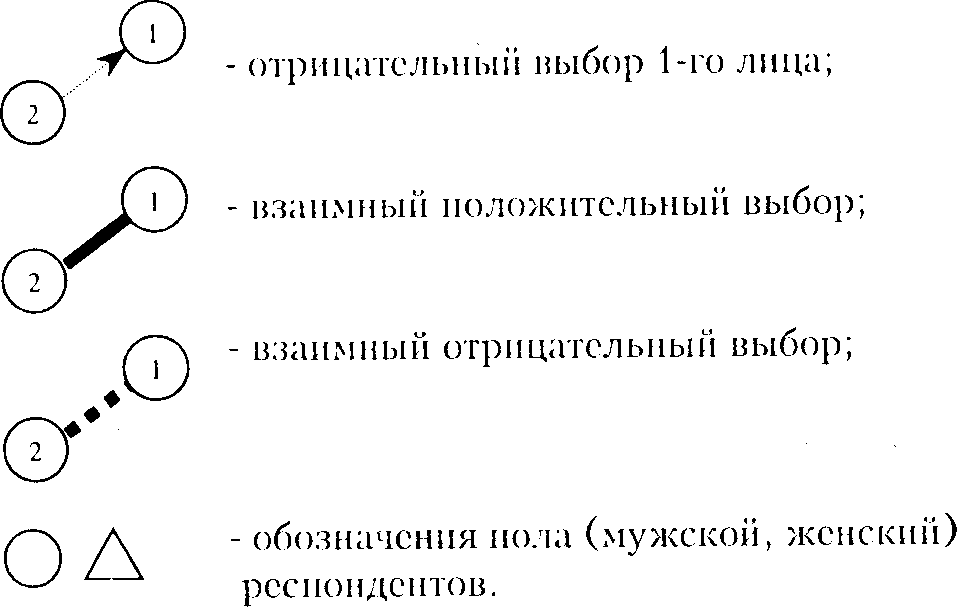 1
- отрицательный выбор 1-го лица;
2
1
- взаимный положительный выбор;
2
- взаимный отрицательный выбор;
1
2
- обозначения пола (мужской, женский)
респондентов.